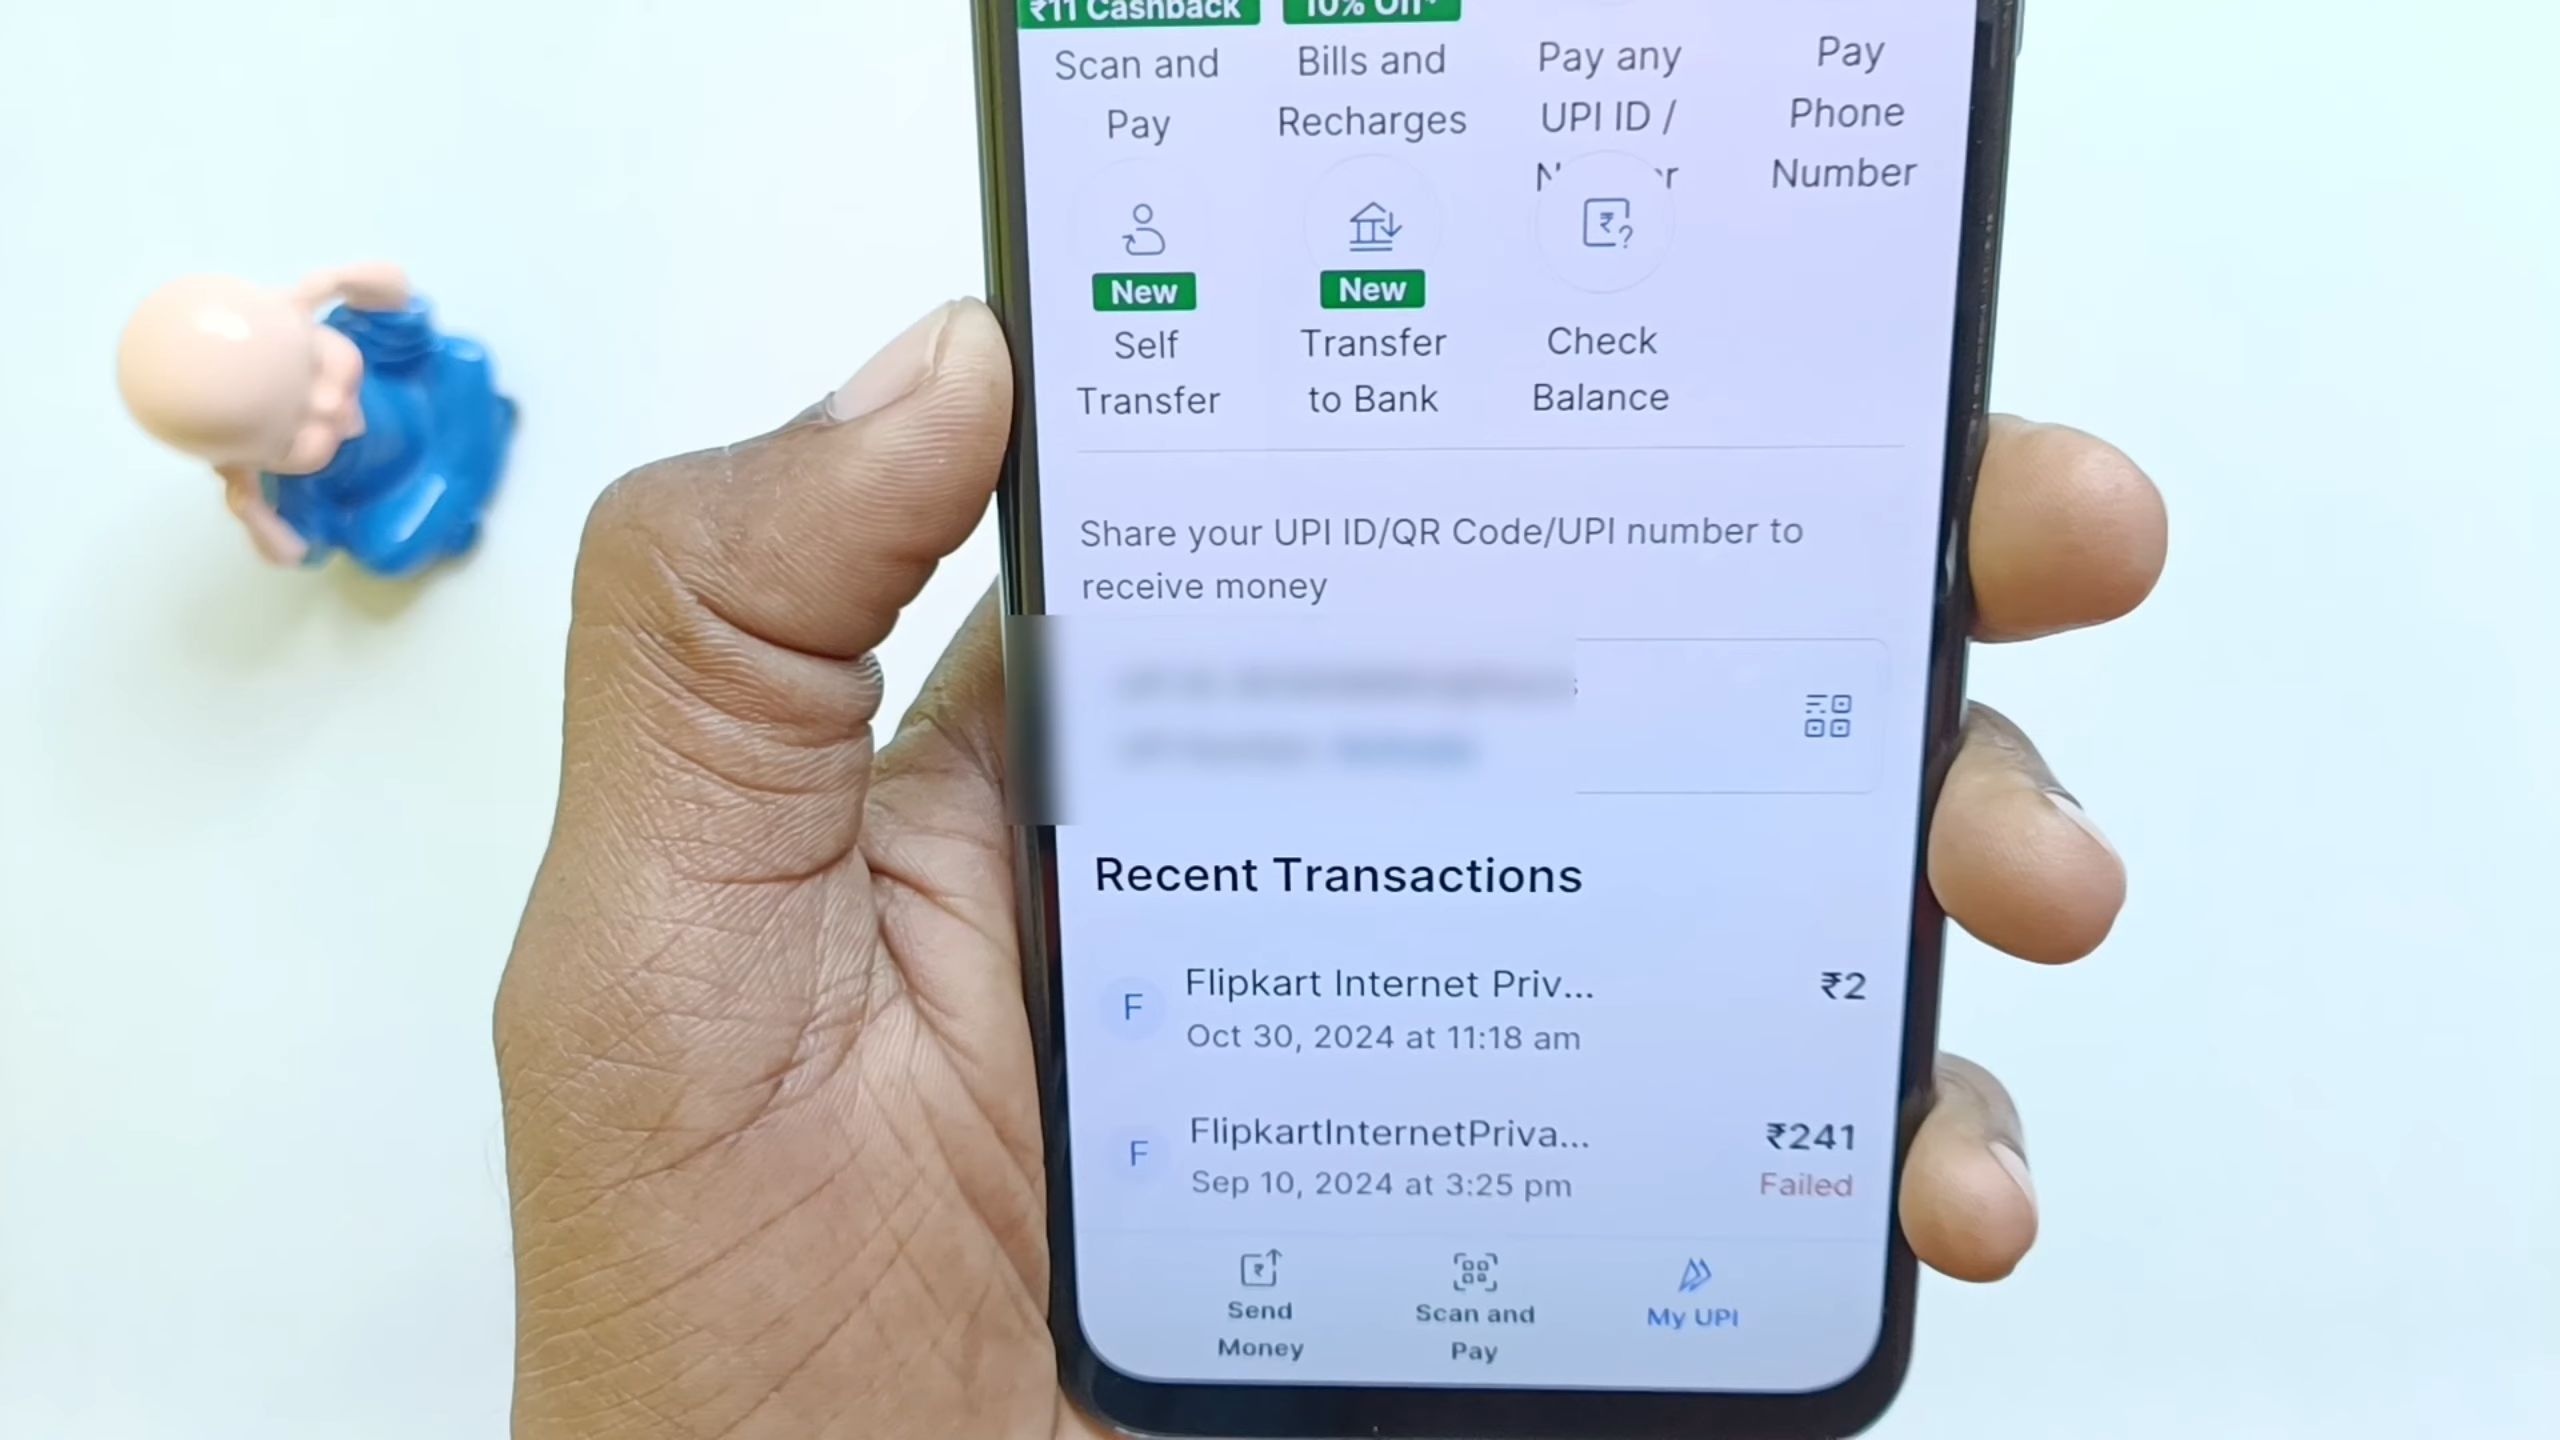 ₹11 Cashback
10% Off*
Scan and
Pay
Bills and
Recharges
Pay any
UPI ID /
Pay
Phone
Number
New
Self
Transfer
New
Transfer
to Bank
Check
Balance
Share your UPI ID/QR Code/UPI number to
receive money
Recent Transactions
F
Flipkart Internet Priv...
₹2
Oct 30, 2024 at 11:18 am
F
FlipkartInternetPriva...
₹241
Sep 10, 2024 at 3:25 pm
Failed
Send
Money
Scan and
Pay
My UPI